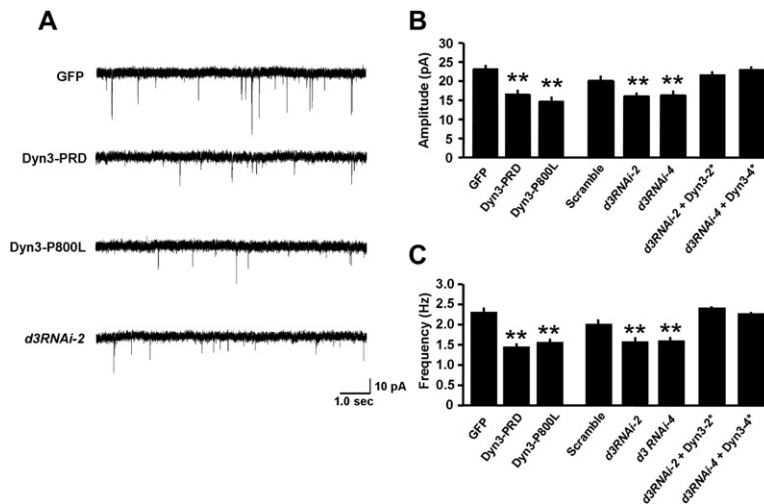 A
GFP
Dyn3-PRD
Dyn3-P800L
d3RNAi-2
10 pA
1.0 sec
B
Amplitude (pA)
30
25
20
15
10
5
0
** ** ** **
GFP
Dyn3-PRD
Dyn3-P800L
Scramble
d3RNAi-2
d3RNAi-4
d3RNAi-2 + Dyn3-2*
d3RNAi-4 + Dyn3-4*
C
Frequency (Hz)
3.0
2.5
2.0
1.5
1.0
0.5
0
** ** ** **
GFP
Dyn3-PRD
Dyn3-P800L
Scramble
d3RNAi-2
d3 RNAi-4
d3RNAi-2 + Dyn3-2*
d3RNAi-4 + Dyn3-4*